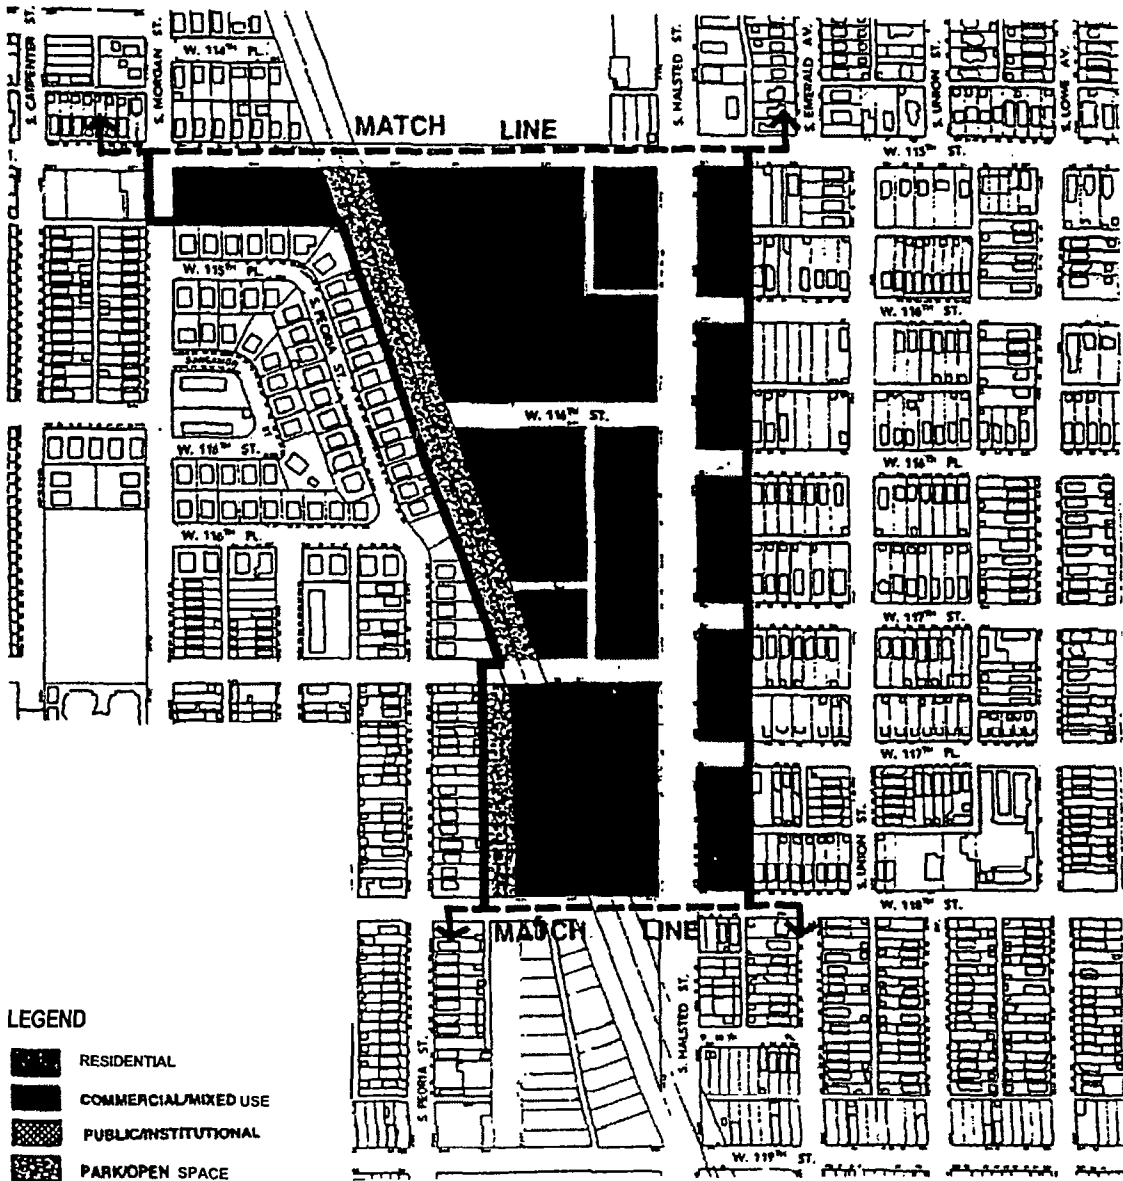 S. CARPENTER ST.
S. MORGAN ST.
W. 114TH PL.
S. HALSTED ST.
S. EMERALD AV.
S. UNION ST.
S. LOWE AV.
MATCH LINE
W. 115TH ST.
W. 115TH PL.
S. PEORIA ST.
SANGAMON ST.
W. 116TH ST.
W. 116TH ST.
W. 116TH ST.
W. 116TH PL.
W. 116TH PL.
W. 117TH ST.
W. 117TH PL.
S. UNION ST.
W. 118TH ST.
MATCH LINE
S. HALSTED ST.
S. PEORIA ST.
W. 119TH ST.
LEGEND
RESIDENTIAL
COMMERCIAL/MIXED USE
PUBLIC/INSTITUTIONAL
PARK/OPEN SPACE